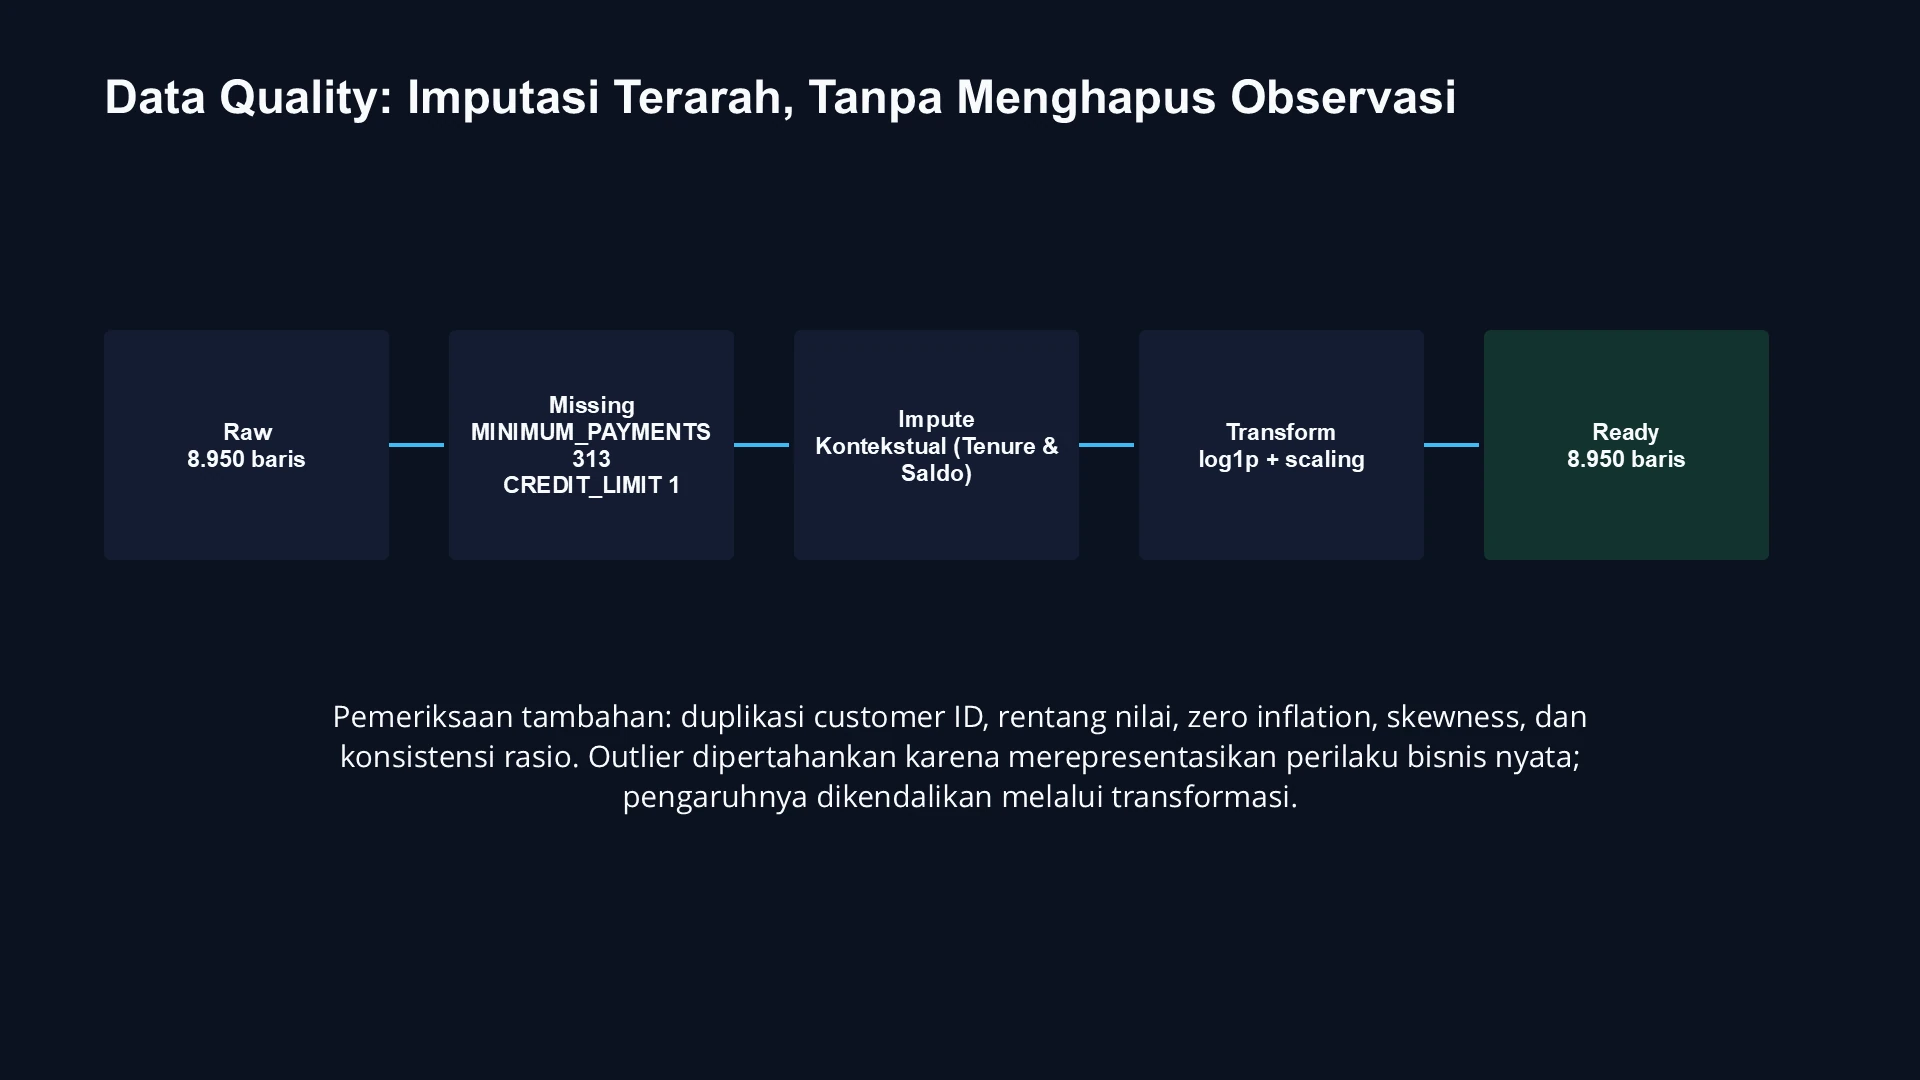 Data Quality: Imputasi Terarah, Tanpa Menghapus Observasi
Raw
8.950 baris
Missing
MINIMUM_PAYMENTS
313
CREDIT_LIMIT 1
Impute
Kontekstual (Tenure &
Saldo)
Transform
log1p + scaling
Ready
8.950 baris
Pemeriksaan tambahan: duplikasi customer ID, rentang nilai, zero inflation, skewness, dan
konsistensi rasio. Outlier dipertahankan karena merepresentasikan perilaku bisnis nyata;
pengaruhnya dikendalikan melalui transformasi.